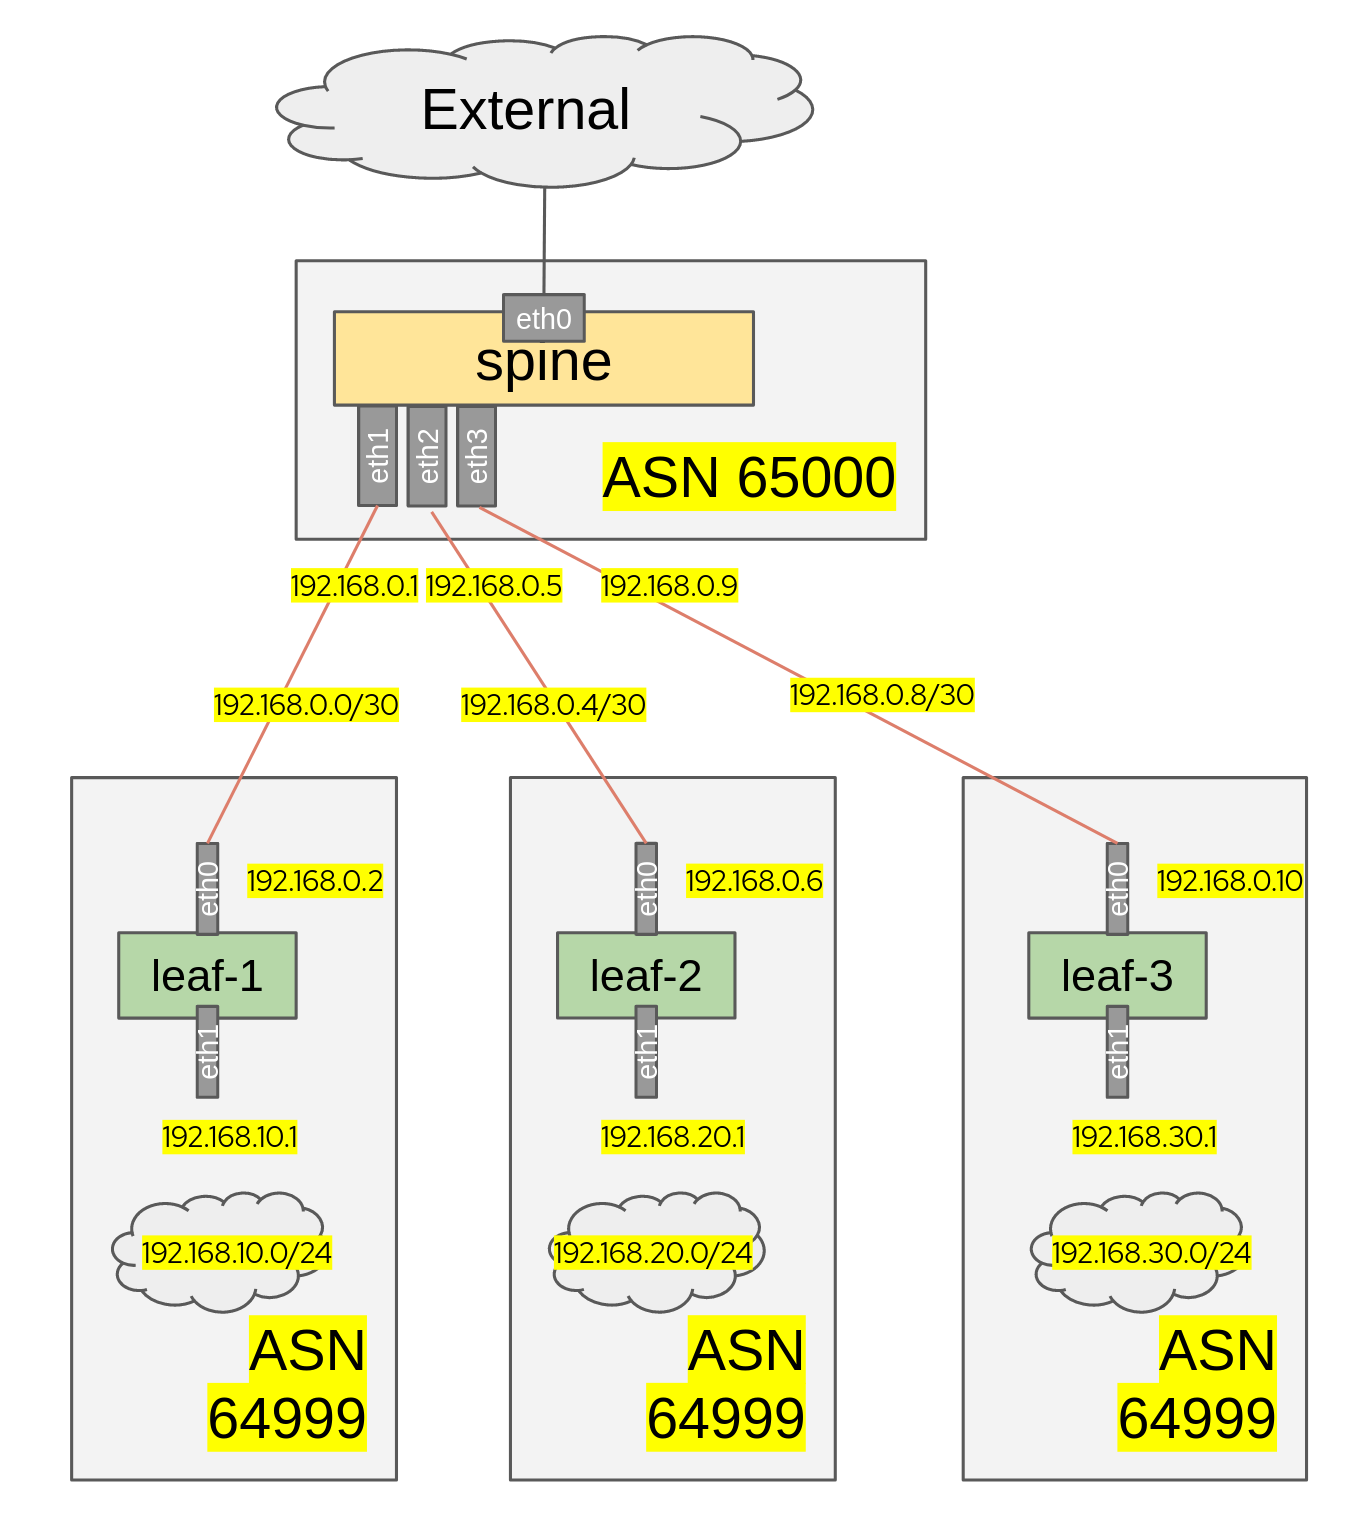 External
eth0
spine
eth1
eth2
eth3
ASN 65000
192.168.0.1
192.168.0.5
192.168.0.9
192.168.0.0/30
192.168.0.4/30
192.168.0.8/30
eth0
192.168.0.2
eth0
192.168.0.6
eth0
192.168.0.10
leaf-1
leaf-2
leaf-3
eth1
eth1
eth1
192.168.10.1
192.168.20.1
192.168.30.1
192.168.10.0/24
192.168.20.0/24
192.168.30.0/24
ASN
64999
ASN
64999
ASN
64999